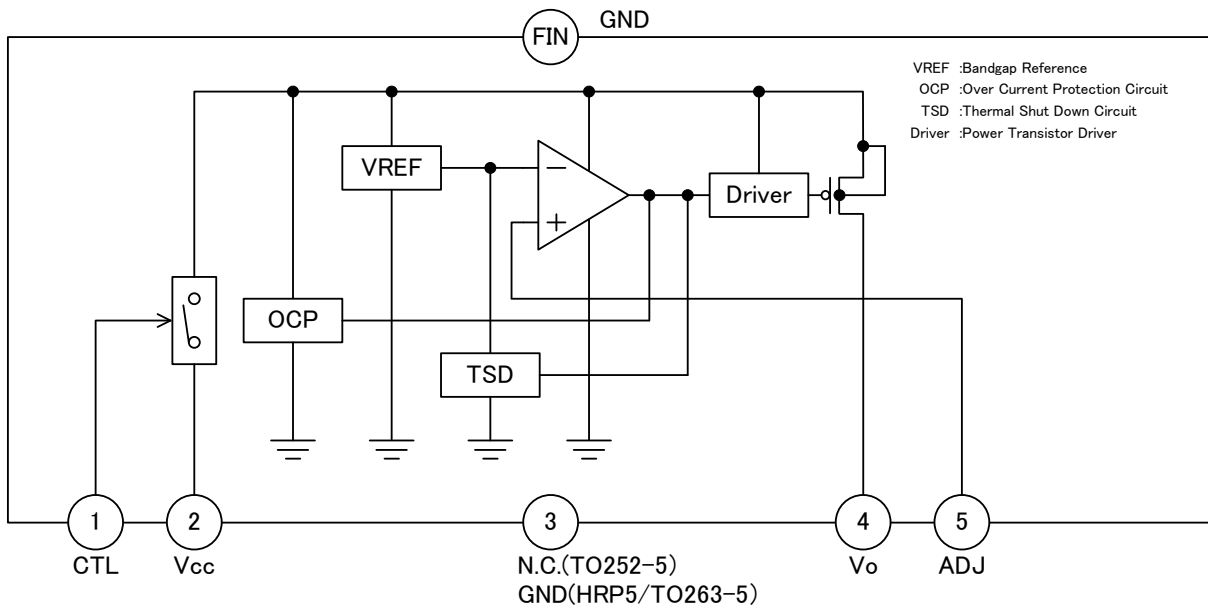 FIN
GND
VREF :Bandgap Reference
OCP :Over Current Protection Circuit
TSD :Thermal Shut Down Circuit
Driver :Power Transistor Driver
VREF
−
+
Driver
OCP
TSD
1
2
3
4
5
CTL
Vcc
N.C.(TO252−5)
GND(HRP5/TO263−5)
Vo
ADJ